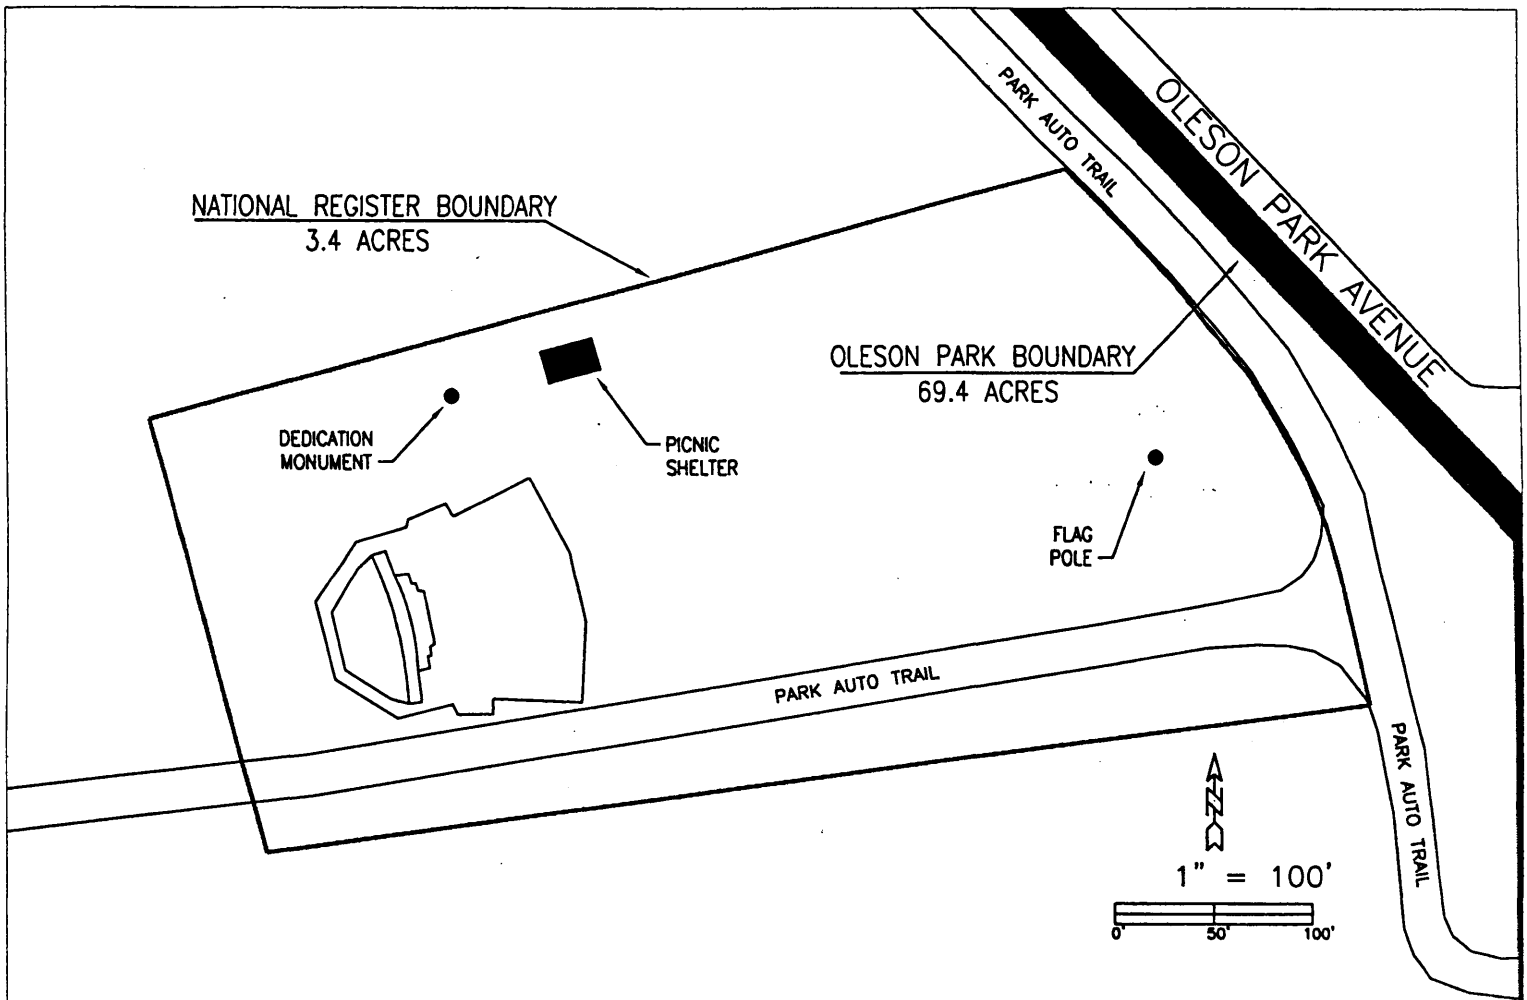 PARK AUTO TRAIL
OLESON PARK AVENUE
NATIONAL REGISTER BOUNDARY
3.4 ACRES
OLESON PARK BOUNDARY
69.4 ACRES
DEDICATION
MONUMENT
PICNIC
SHELTER
FLAG
POLE
PARK AUTO TRAIL
PARK AUTO TRAIL
N
1" = 100'
0' 50' 100'